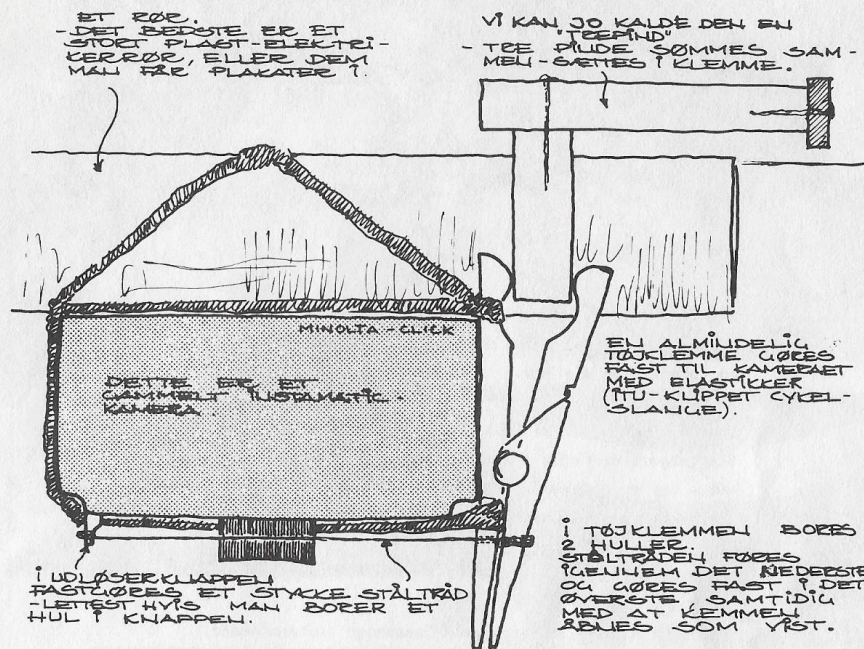 ET RØR.
- DET BEDSTE ER ET
STORT PLAST-ELEKTRI-
KERRØR, ELLER DEM
MAN FÅR PLAKATER I.
VI KAN JO KALDE DEN EN
"TREPIND"
- TRE PINDE SØMMES SAM-
MEN - SÆTTES I KLEMME.
MINOLTA - CLICK
DETTE ER ET
GAMMELT INSTAMATIC-
KAMERA.
EN ALMINDELIG
TØJKLEMME GØRES
FAST TIL KAMERAET
MED ELASTIKKER
(ITU-KLIPPET CYKEL-
SLANGE).
I UDLØSERKNAPPEN
FASTGØRES ET STYKKE STÅLTRÅD
- LETTEST HVIS MAN BORER ET
HUL I KNAPPEN.
I TØJKLEMMEN BORES
2 HULLER.
STÅLTRÅDEN FØRES
IGENNEM DET NEDERSTE
OG GØRES FAST I DET
ØVERSTE SAMTIDIG
MED AT KEMMEN
ÅBNES SOM VIST.